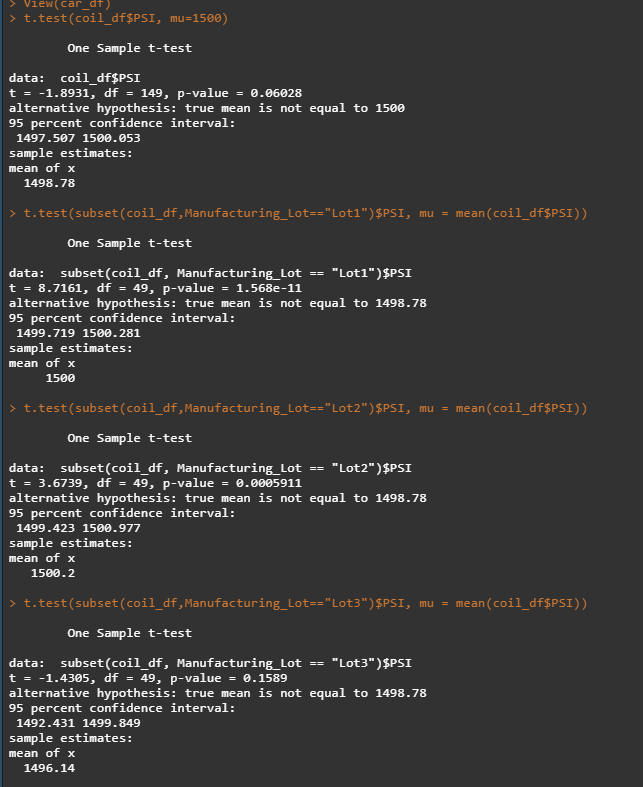 > View(car_df)
> t.test(coil_df$PSI, mu=1500)
One Sample t-test
data:  coil_df$PSI
t = -1.8931, df = 149, p-value = 0.06028
alternative hypothesis: true mean is not equal to 1500
95 percent confidence interval:
1497.507 1500.053
sample estimates:
mean of x
1498.78
> t.test(subset(coil_df,Manufacturing_Lot=="Lot1")$PSI, mu = mean(coil_df$PSI))
One Sample t-test
data:  subset(coil_df, Manufacturing_Lot == "Lot1")$PSI
t = 8.7161, df = 49, p-value = 1.568e-11
alternative hypothesis: true mean is not equal to 1498.78
95 percent confidence interval:
1499.719 1500.281
sample estimates:
mean of x
1500
> t.test(subset(coil_df,Manufacturing_Lot=="Lot2")$PSI, mu = mean(coil_df$PSI))
One Sample t-test
data:  subset(coil_df, Manufacturing_Lot == "Lot2")$PSI
t = 3.6739, df = 49, p-value = 0.0005911
alternative hypothesis: true mean is not equal to 1498.78
95 percent confidence interval:
1499.423 1500.977
sample estimates:
mean of x
1500.2
> t.test(subset(coil_df,Manufacturing_Lot=="Lot3")$PSI, mu = mean(coil_df$PSI))
One Sample t-test
data:  subset(coil_df, Manufacturing_Lot == "Lot3")$PSI
t = -1.4305, df = 49, p-value = 0.1589
alternative hypothesis: true mean is not equal to 1498.78
95 percent confidence interval:
1492.431 1499.849
sample estimates:
mean of x
1496.14